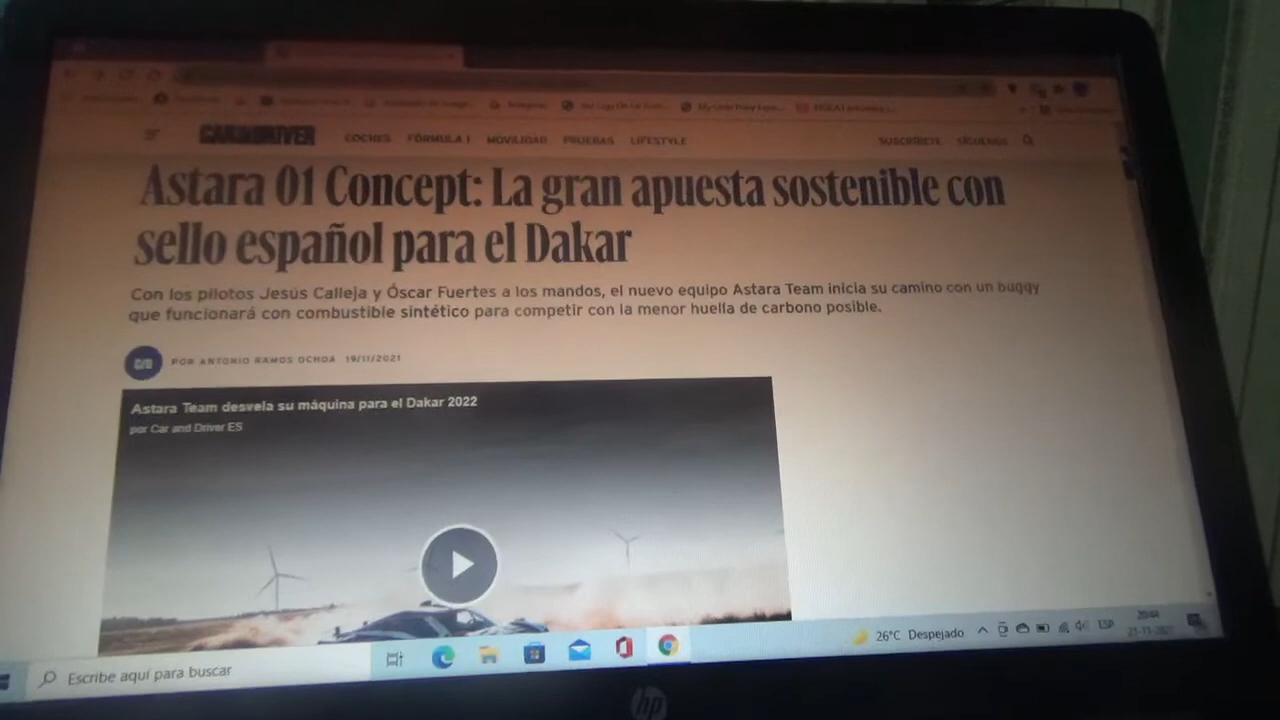 CAR AND DRIVER COCHES FÓRMULA 1 MOVILIDAD PRUEBAS LIFESTYLE SUSCRÍBETE SÍGUENOS
Astara 01 Concept: La gran apuesta sostenible con
sello español para el Dakar
Con los pilotos Jesús Calleja y Óscar Fuertes a los mandos, el nuevo equipo Astara Team inicia su camino con un buggy
que funcionará con combustible sintético para competir con la menor huella de carbono posible.
C/D POR ANTONIO RAMOS OCHOA 19/11/2021
Astara Team desvela su máquina para el Dakar 2022
por Car and Driver ES
Escribe aquí para buscar
26°C Despejado ESP
hp